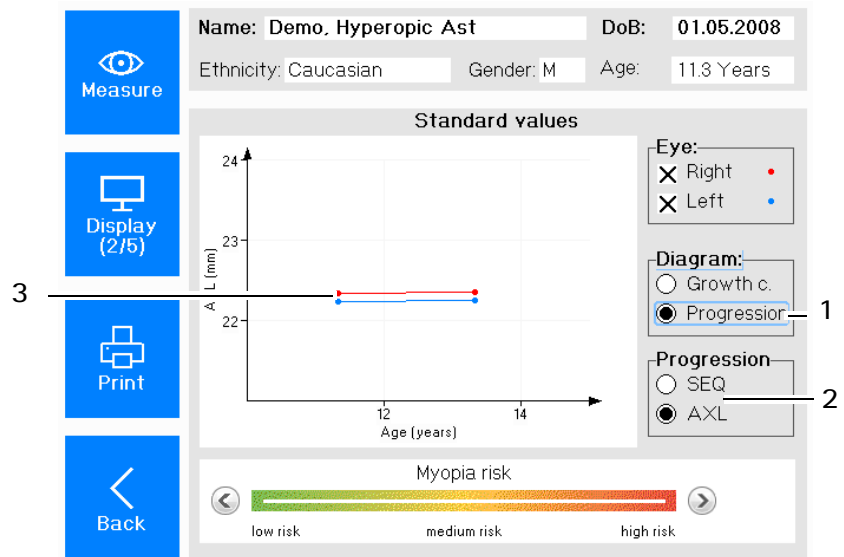 Measure
Display
(2/5)
Print
Back
Name: Demo, Hyperopic Ast DoB: 01.05.2008
Ethnicity: Caucasian Gender: M Age: 11.3 Years
Standard values
24
23
22
12 14
Age (years)
A L (mm)
Eye:
Right
Left
Diagram:
Growth c.
Progression
Progression
SEQ
AXL
Myopia risk
low risk medium risk high risk
1
2
3